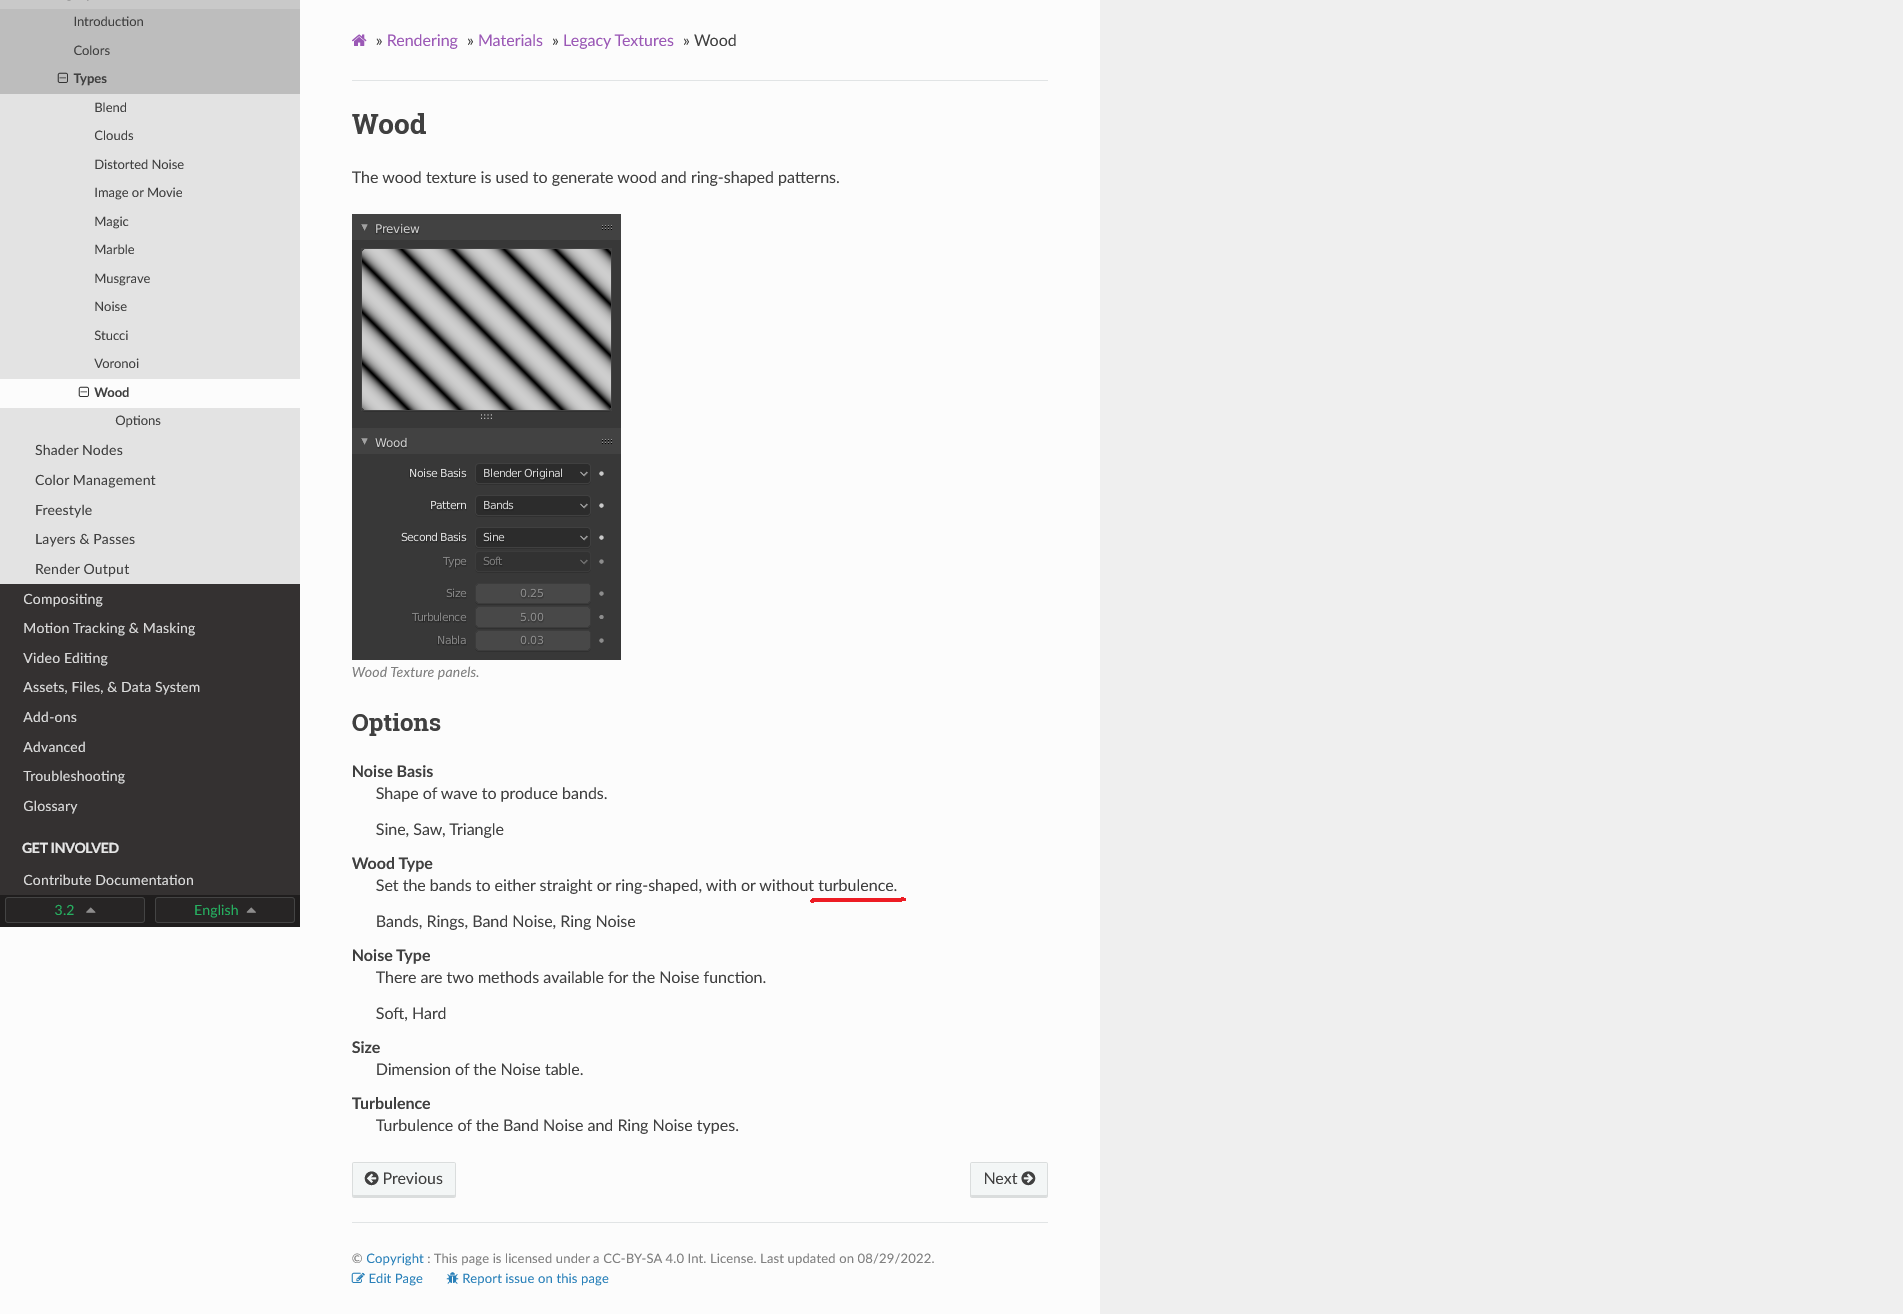 Introduction
Colors
Types
Blend
Clouds
Distorted Noise
Image or Movie
Magic
Marble
Musgrave
Noise
Stucci
Voronoi
Wood
Options
Shader Nodes
Color Management
Freestyle
Layers & Passes
Render Output
Compositing
Motion Tracking & Masking
Video Editing
Assets, Files, & Data System
Add-ons
Advanced
Troubleshooting
Glossary
GET INVOLVED
Contribute Documentation
3.2 English
» Rendering » Materials » Legacy Textures » Wood
Wood
The wood texture is used to generate wood and ring-shaped patterns.
Preview
Wood
Noise Basis Blender Original
Pattern Bands
Second Basis Sine
Type Soft
Size 0.25
Turbulence 5.00
Nabla 0.03
Wood Texture panels.
Options
Noise Basis
Shape of wave to produce bands.
Sine, Saw, Triangle
Wood Type
Set the bands to either straight or ring-shaped, with or without turbulence.
Bands, Rings, Band Noise, Ring Noise
Noise Type
There are two methods available for the Noise function.
Soft, Hard
Size
Dimension of the Noise table.
Turbulence
Turbulence of the Band Noise and Ring Noise types.
Previous Next
© Copyright : This page is licensed under a CC-BY-SA 4.0 Int. License. Last updated on 08/29/2022.
Edit Page Report issue on this page